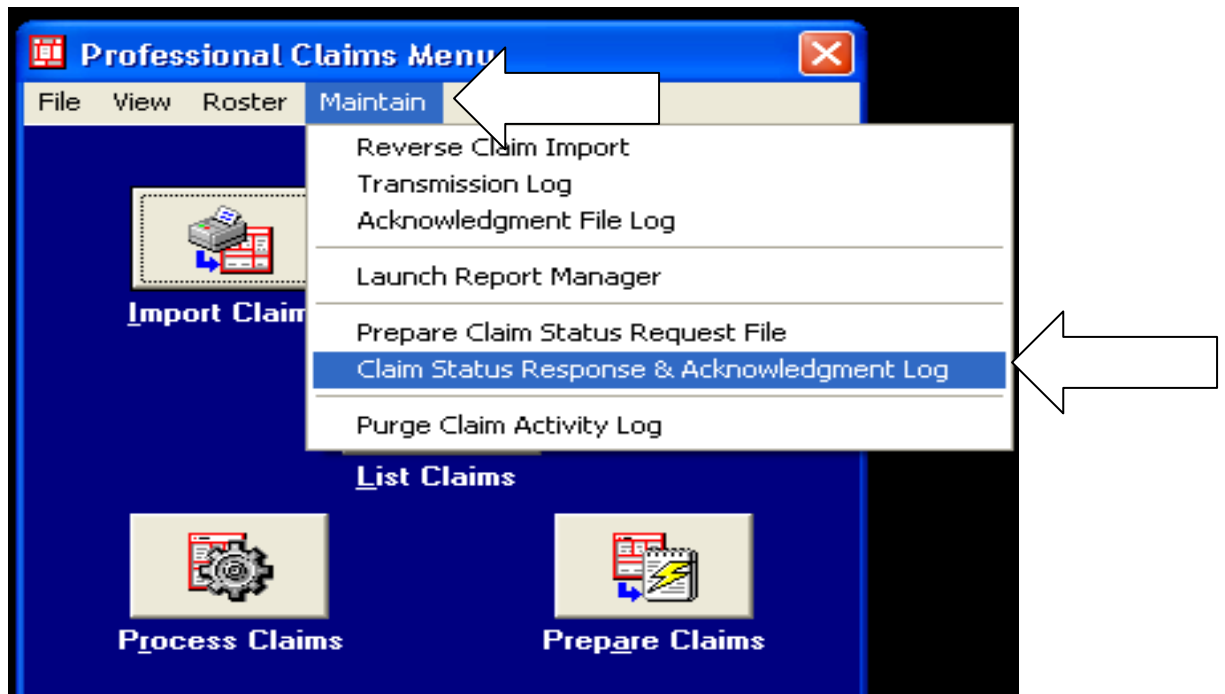 Professional Claims Menu
File View Roster Maintain
Reverse Claim Import
Transmission Log
Acknowledgment File Log
Launch Report Manager
Import Claim
Prepare Claim Status Request File
Claim Status Response & Acknowledgment Log
Purge Claim Activity Log
List Claims
Process Claims Prepare Claims